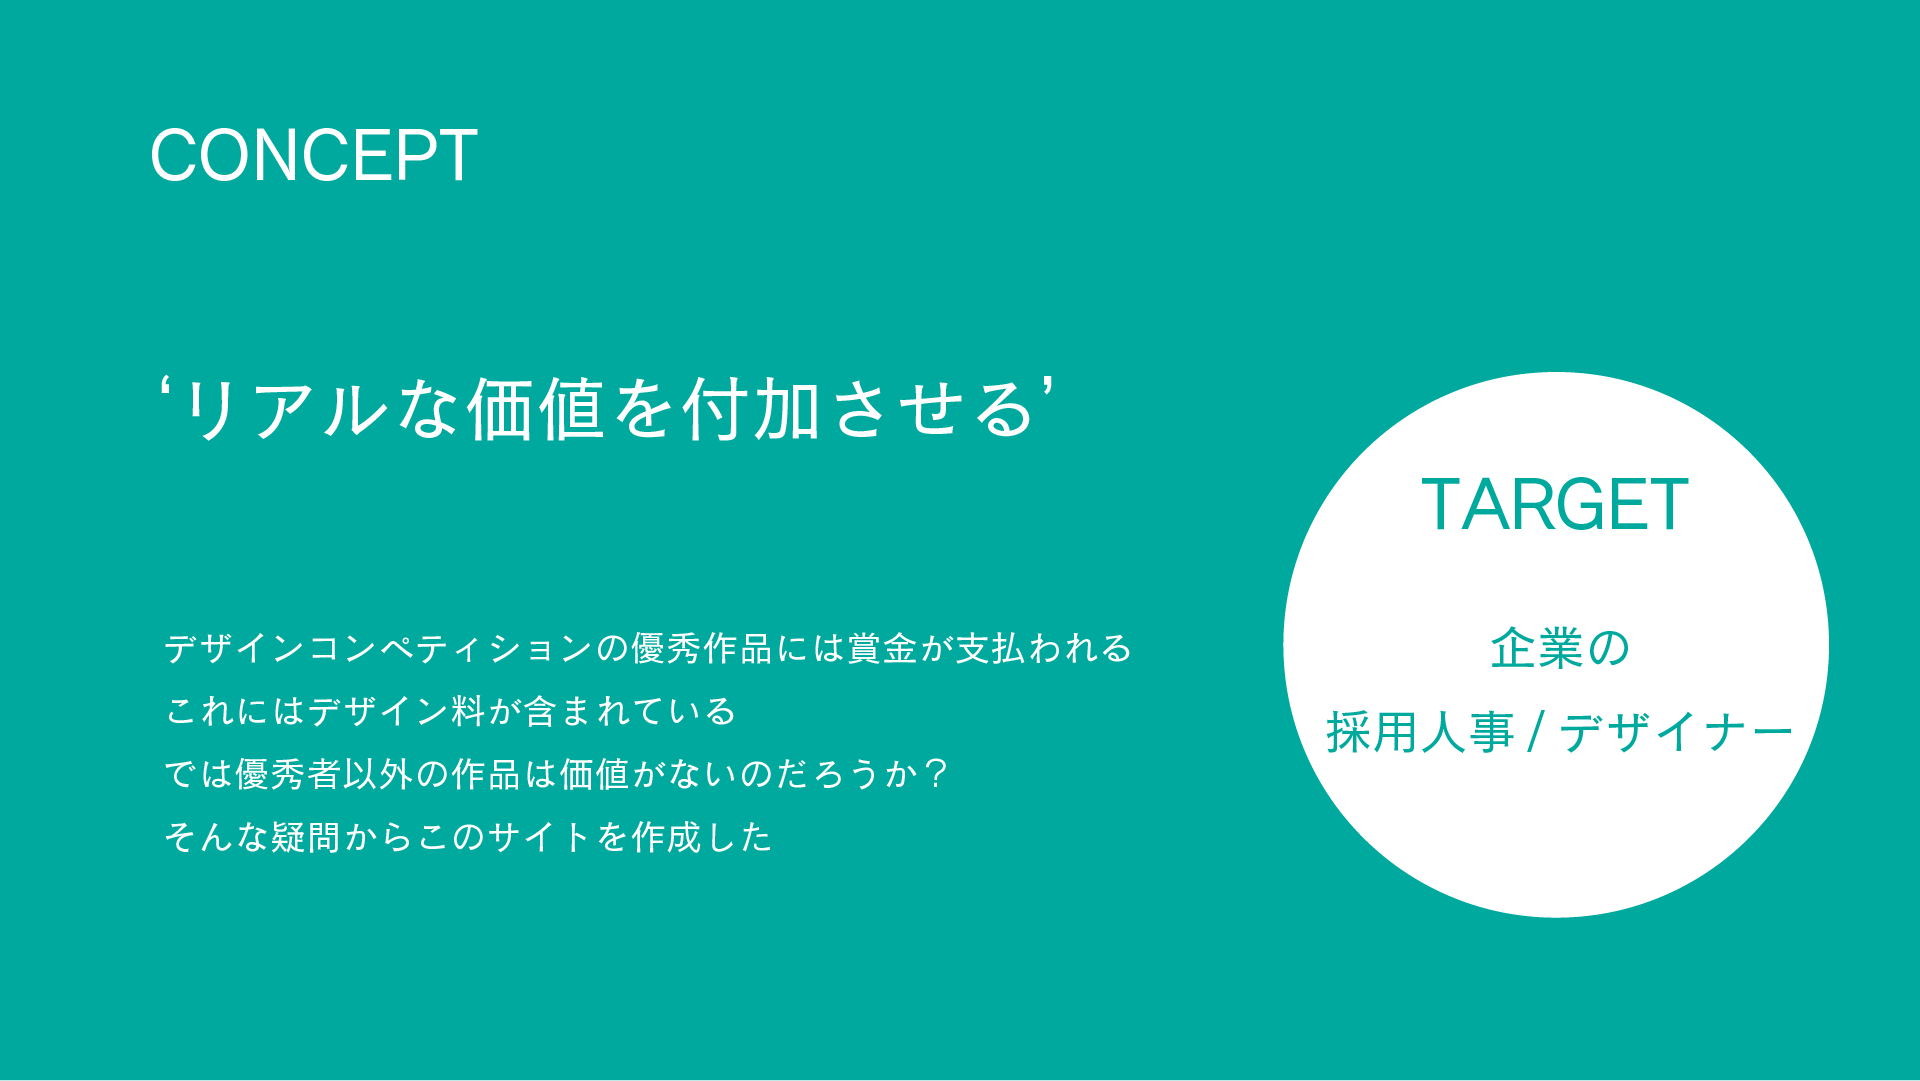 CONCEPT
‘リアルな価値を付加させる’
デザインコンペティションの優秀作品には賞金が支払われる
これにはデザイン料が含まれている
では優秀者以外の作品は価値がないのだろうか？
そんな疑問からこのサイトを作成した
TARGET
企業の
採用人事 / デザイナー